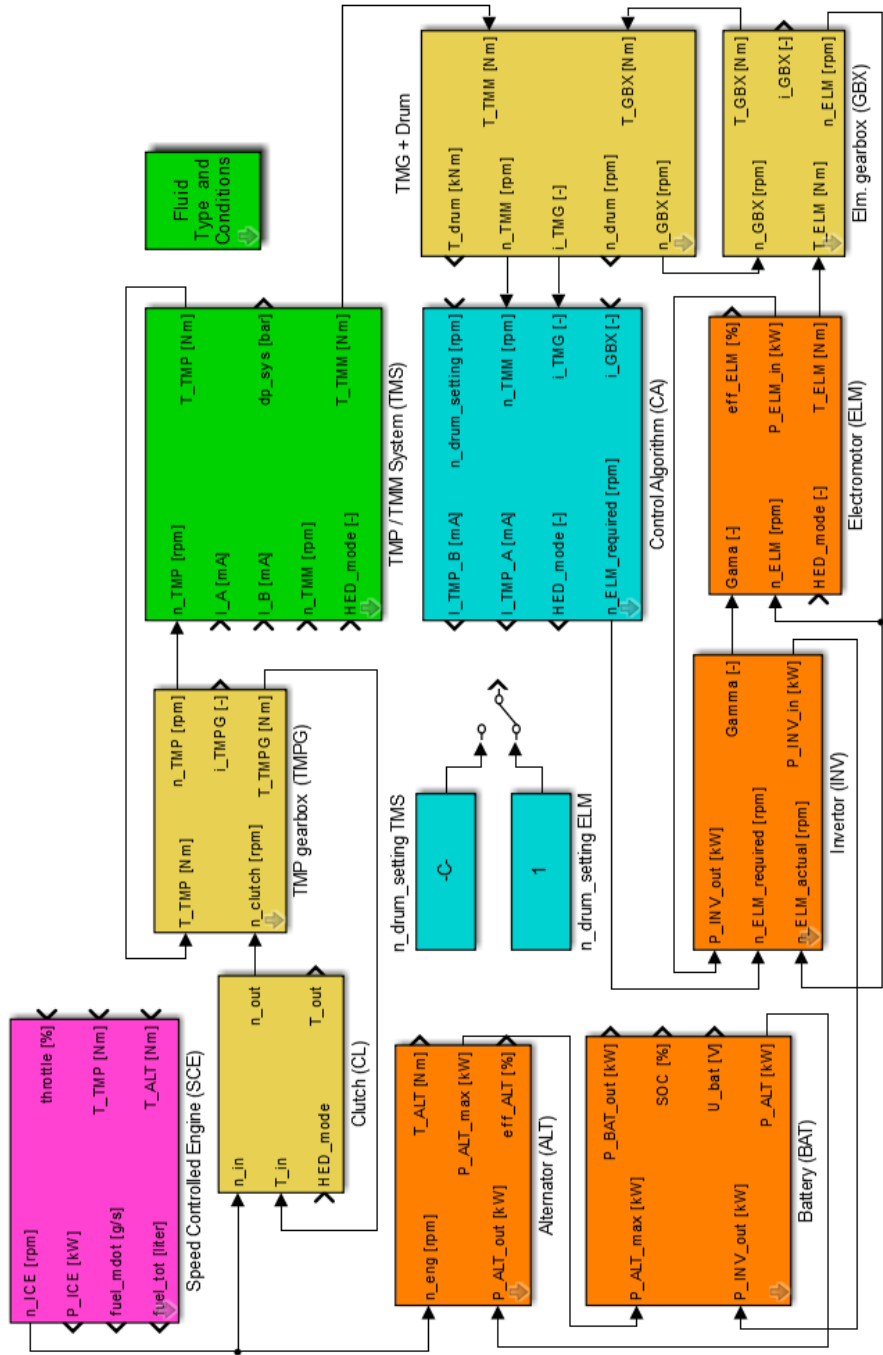 n_ICE [rpm]
P_ICE [kW]
fuel_mdot [g/s]
fuel_tot [liter]
throttle [%]
T_TMP [Nm]
T_ALT [Nm]
Speed Controlled Engine (SCE)
n_in
T_in
HED_mode
n_out
T_out
Clutch (CL)
T_TMP [Nm]
n_clutch [rpm]
n_TMP [rpm]
i_TMPG [-]
T_TMPG [Nm]
TMP gearbox (TMPG)
n_TMP [rpm]
I_A [mA]
I_B [mA]
n_TMM [rpm]
HED_mode [-]
T_TMP [Nm]
dp_sys [bar]
T_TMM [Nm]
TMP / TMM System (TMS)
Fluid
Type and
Conditions
n_eng [rpm]
P_ALT_out [kW]
T_ALT [Nm]
P_ALT_max [kW]
eff_ALT [%]
Alternator (ALT)
n_drum_setting TMS
-C-
1
n_drum_setting ELM
I_TMP_B [mA]
I_TMP_A [mA]
HED_mode [-]
n_ELM_required [rpm]
n_drum_setting [rpm]
n_TMM [rpm]
i_TMG [-]
i_GBX [-]
Control Algorithm (CA)
T_drum [kNm]
n_TMM [rpm]
i_TMG [-]
n_drum [rpm]
n_GBX [rpm]
T_TMM [Nm]
T_GBX [Nm]
TMG + Drum
P_ALT_max [kW]
P_INV_out [kW]
P_BAT_out [kW]
SOC [%]
U_bat [V]
P_ALT [kW]
Battery (BAT)
P_INV_out [kW]
n_ELM_required [rpm]
n_ELM_actual [rpm]
Gamma [-]
P_INV_in [kW]
Invertor (INV)
Gama [-]
n_ELM [rpm]
HED_mode [-]
eff_ELM [%]
P_ELM_in [kW]
T_ELM [Nm]
Electromotor (ELM)
n_GBX[rpm]
T_ELM [Nm]
T_GBX [Nm]
i_GBX [-]
n_ELM [rpm]
Elm. gearbox (GBX)